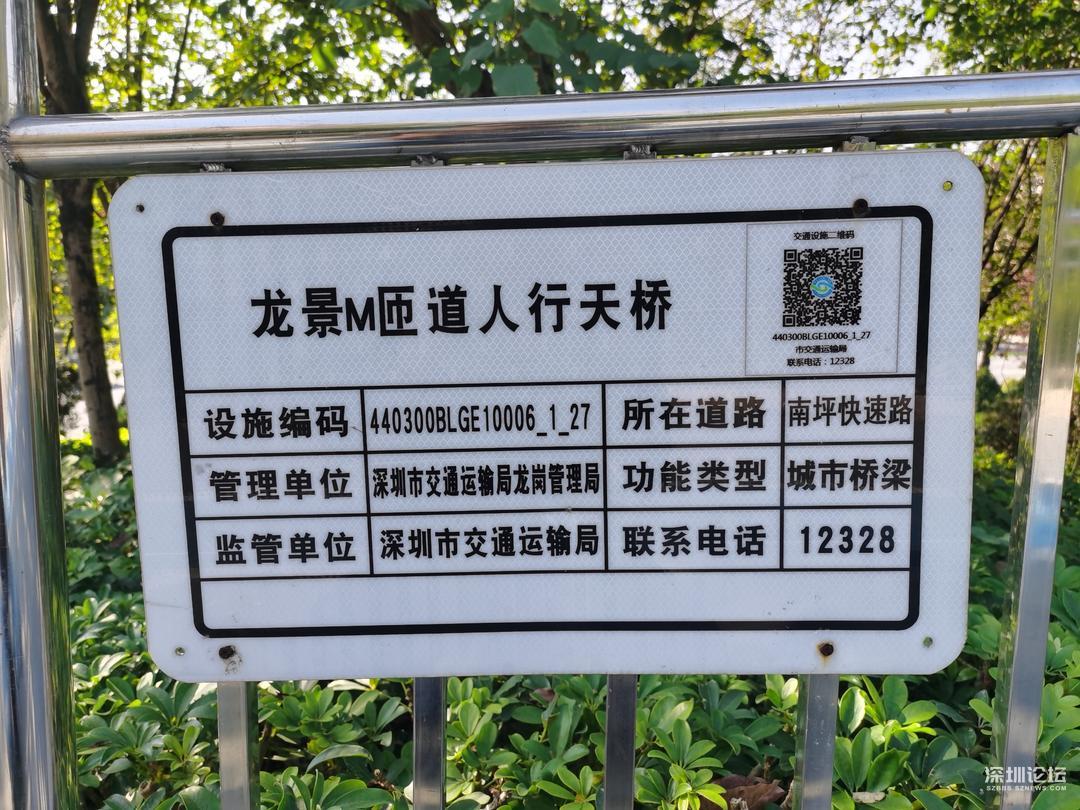 交通设施二维码
440300BLGE10006_1_27
市交通运输局
联系电话：12328
龙景M匝道人行天桥
设施编码 440300BLGE10006_1_27 所在道路 南坪快速路
管理单位 深圳市交通运输局龙岗管理局 功能类型 城市桥梁
监管单位 深圳市交通运输局 联系电话 12328
深圳论坛
SZBBS.SZNEWS.COM